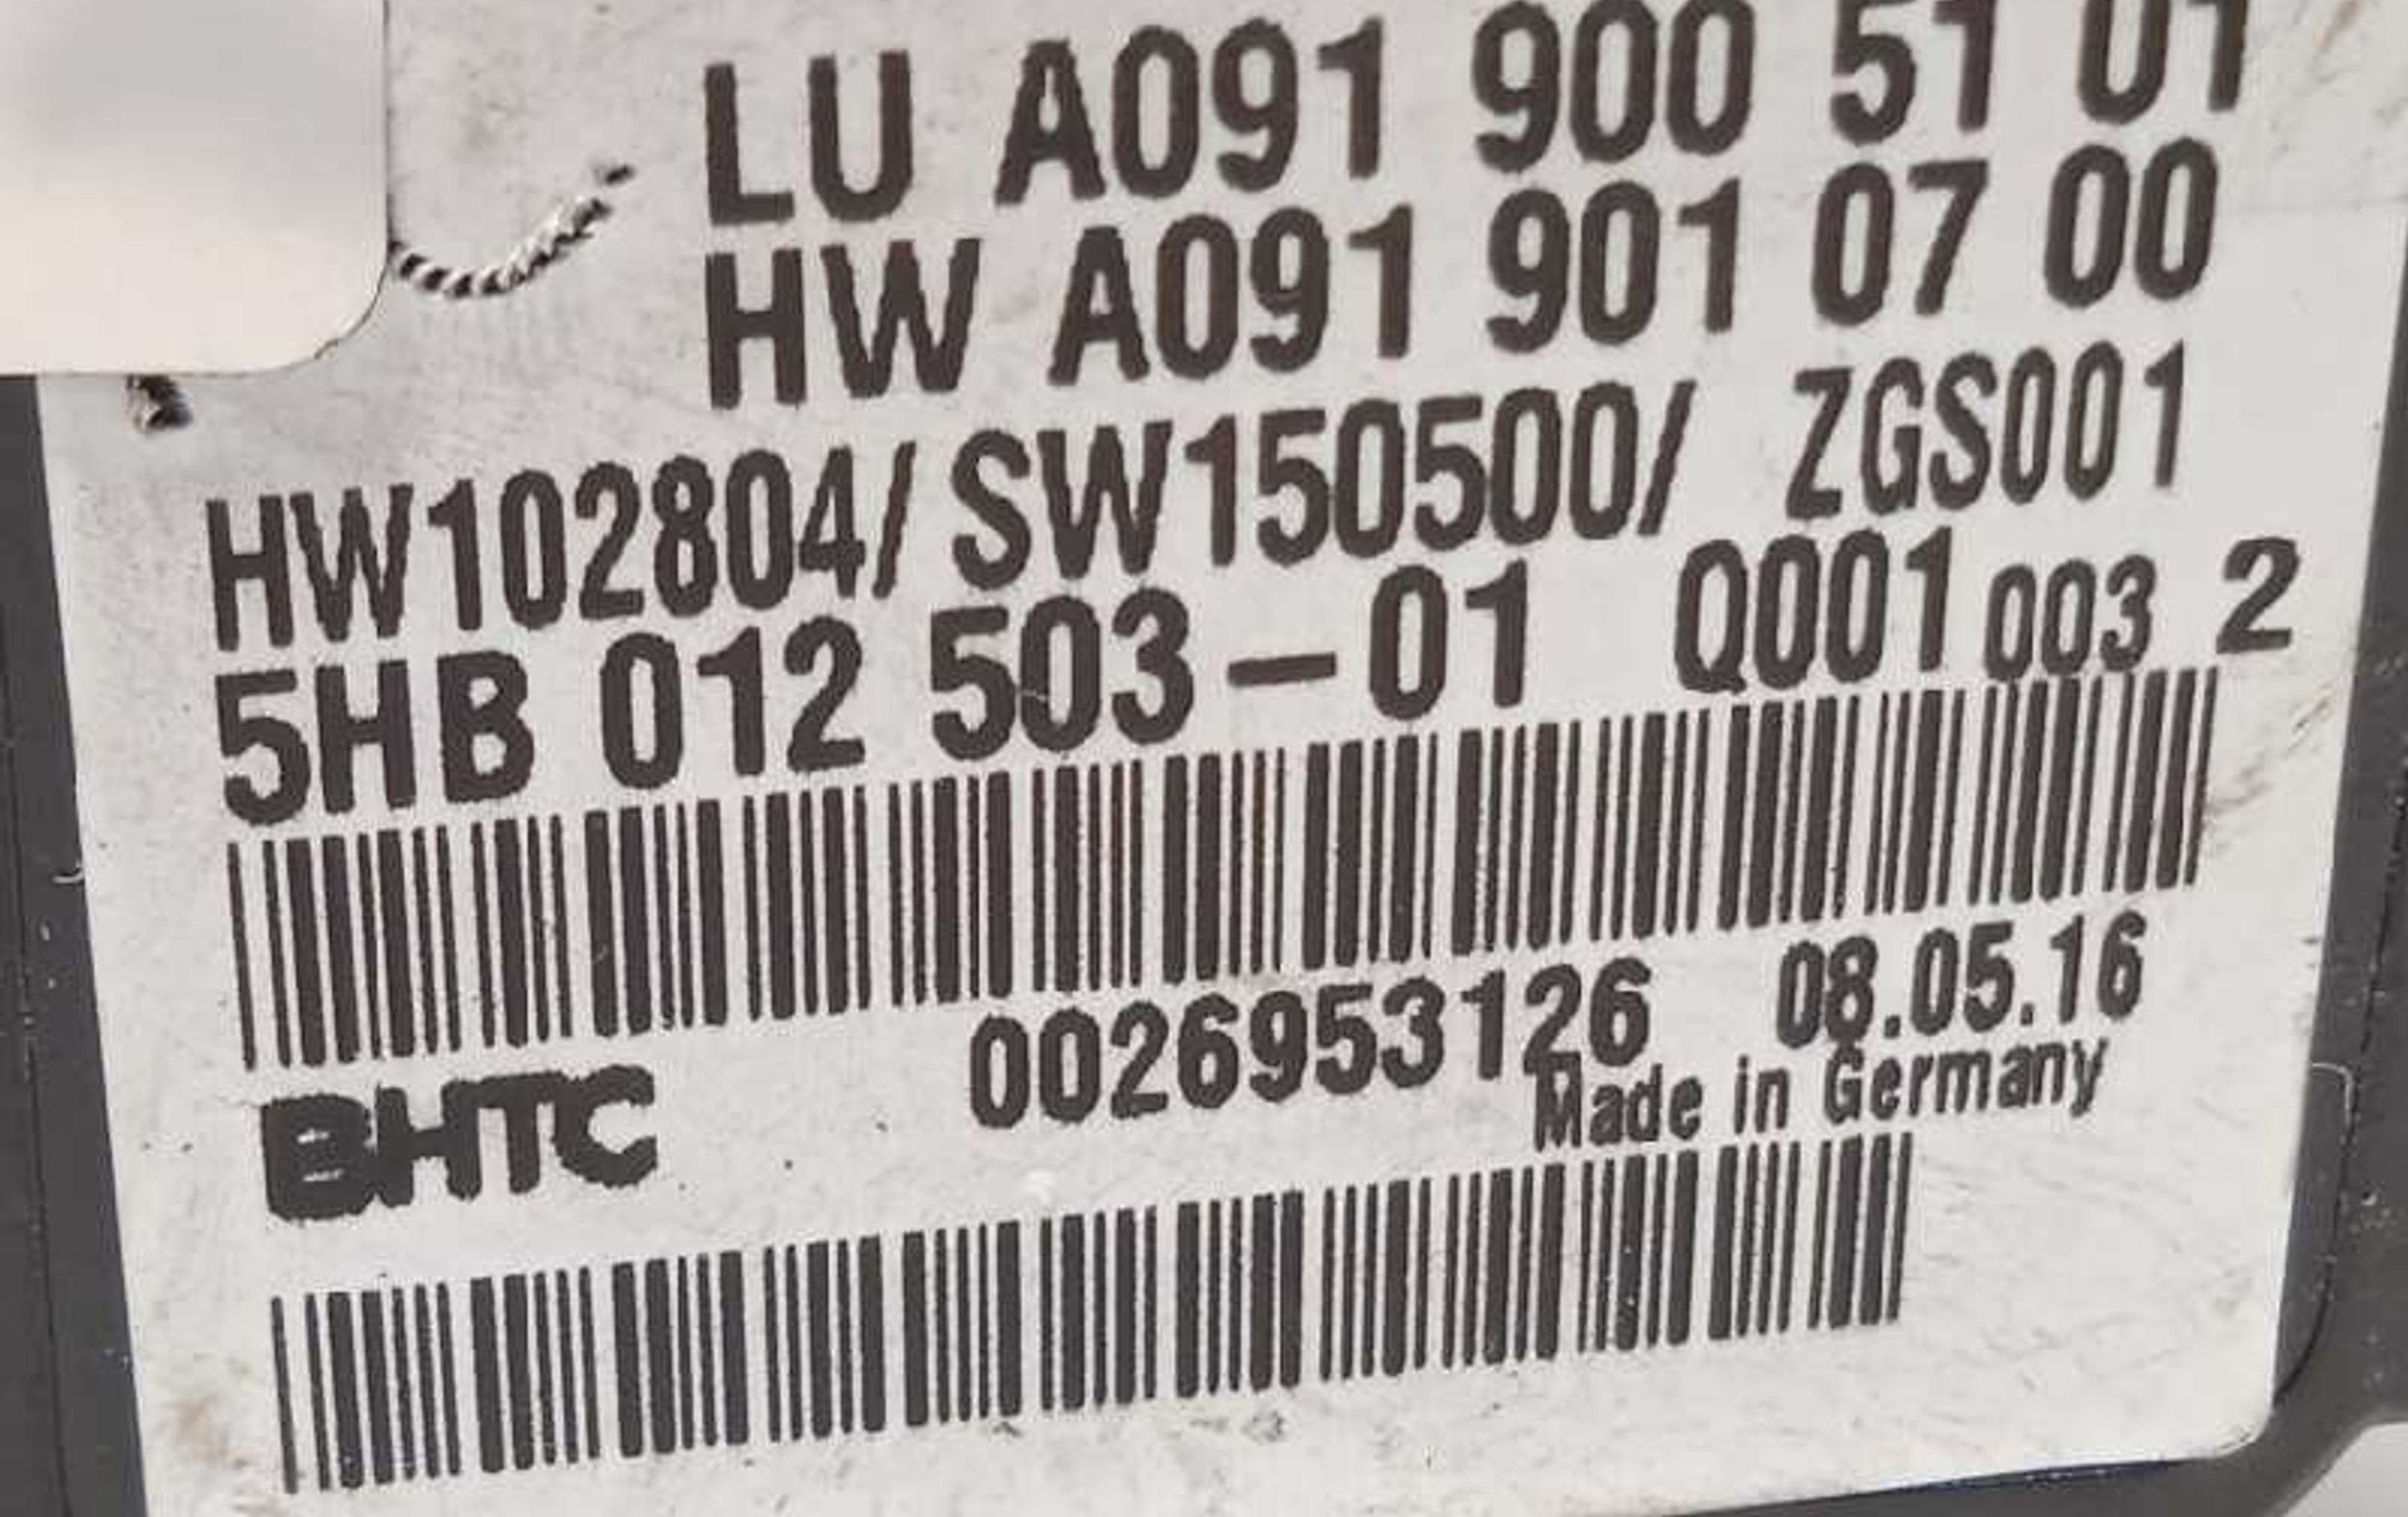 LU A091 900 51 01
HW A091 901 07 00
HW102804/ SW150500/ ZGS001
5HB 012 503-01 Q001 003 2
0026953126 08.05.16
BHTC
Made in Germany